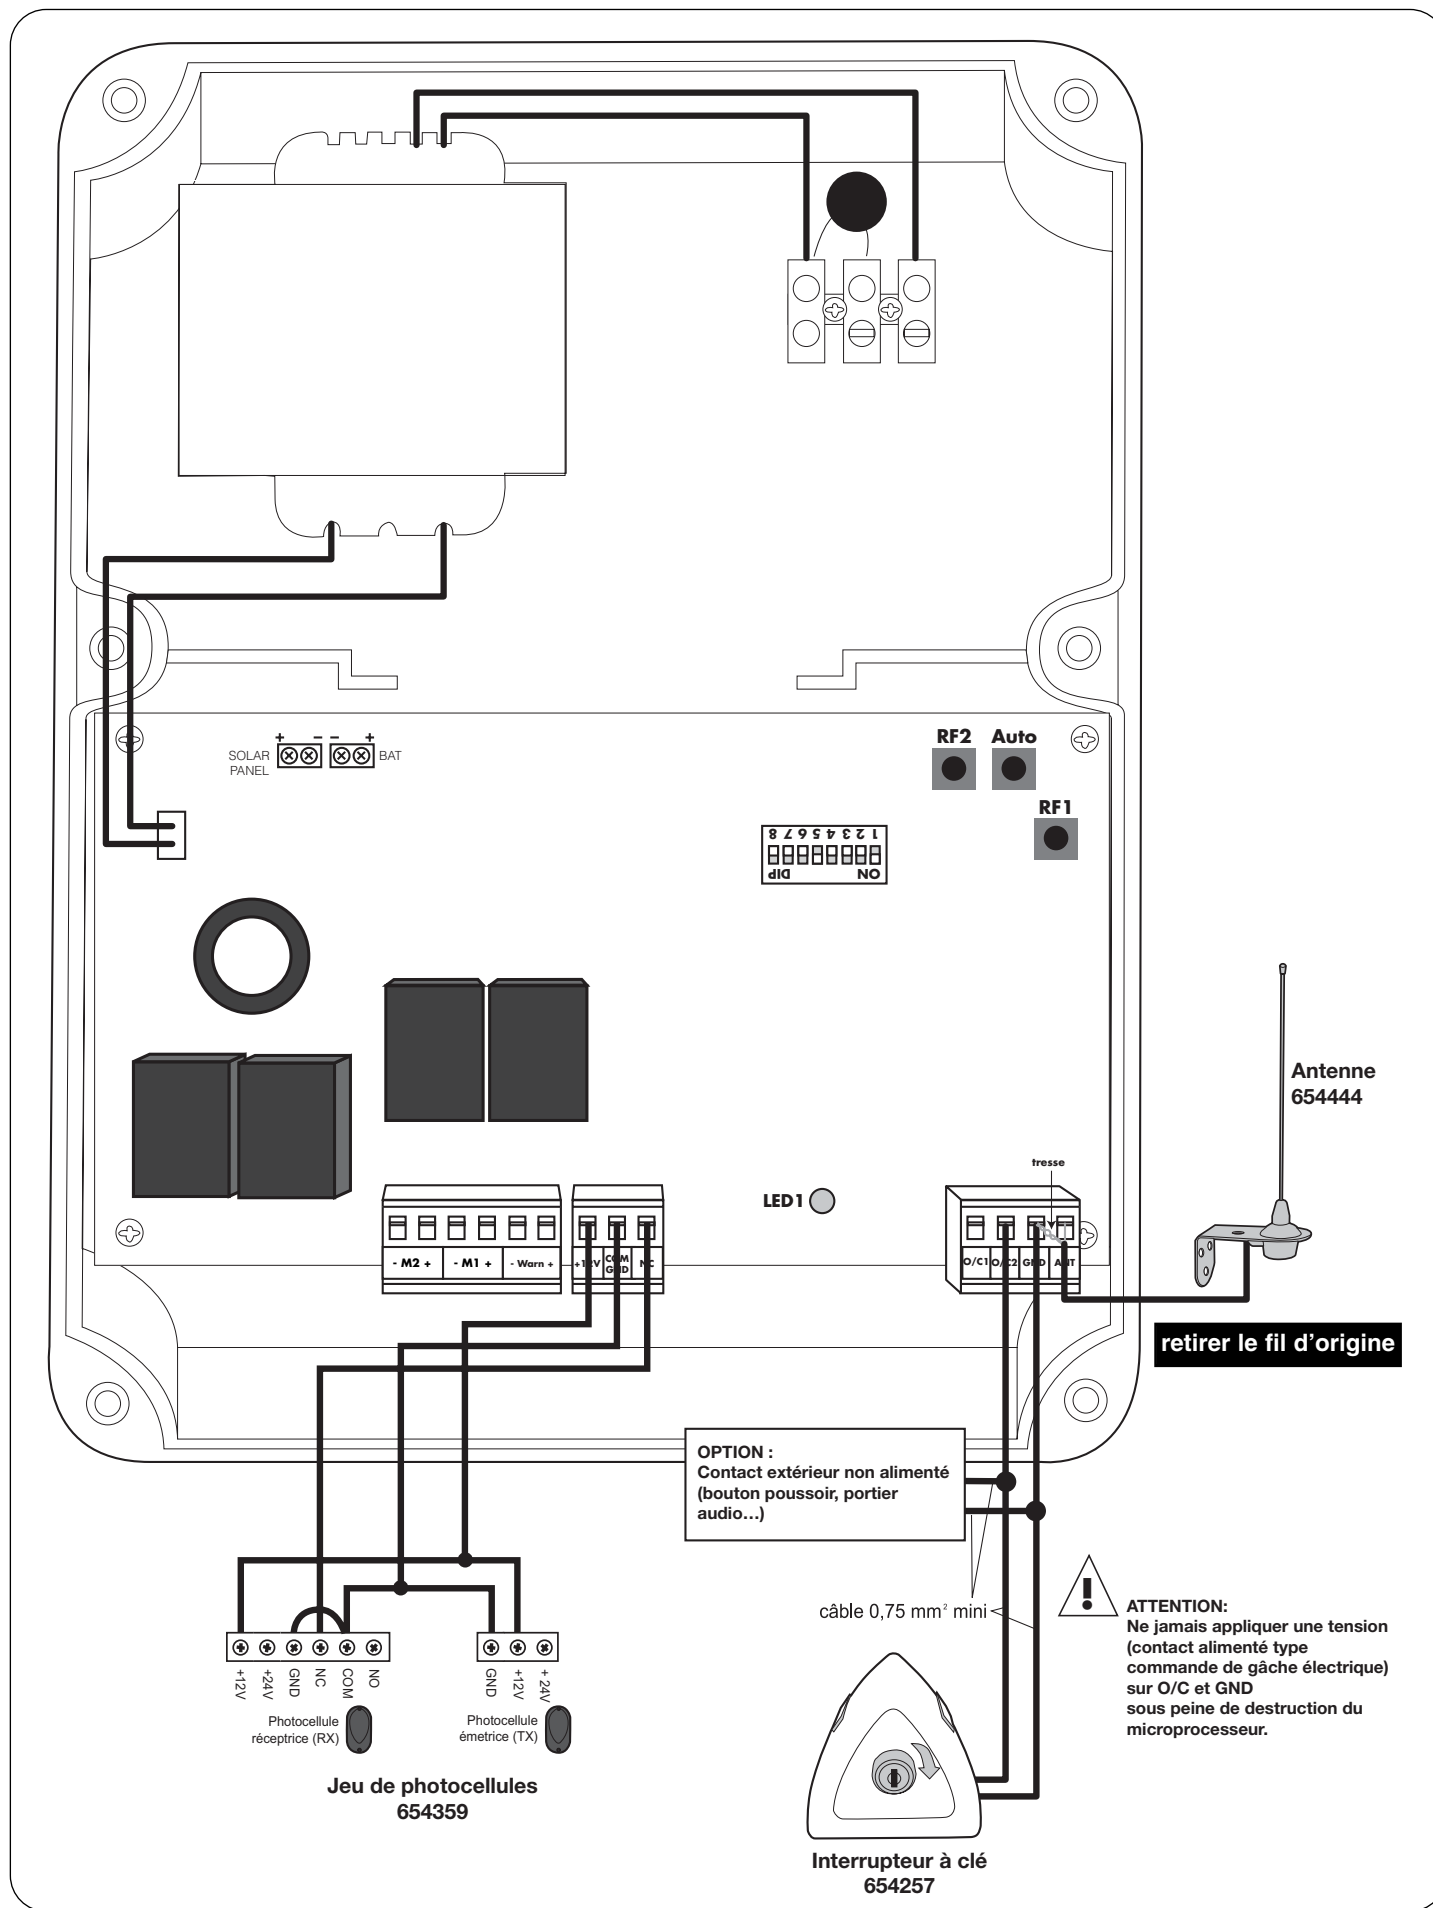 RF2 Auto
+ - - +
SOLAR
PANEL
BAT
RF1
8 7 6 5 4 3 2 1
DIP ON
Antenne
654444
tresse
LED1
- M2 + - M1 + - Warn +
+12V COM
GND NC
O/C1 O/C2 GND ANT
retirer le fil d'origine
OPTION :
Contact extérieur non alimenté
(bouton poussoir, portier
audio...)
câble 0,75 mm² mini
ATTENTION:
Ne jamais appliquer une tension
(contact alimenté type
commande de gâche électrique)
sur O/C et GND
sous peine de destruction du
microprocesseur.
+12V +24V GND NC COM NO
GND +12V + 24V
Photocellule
réceptrice (RX)
Photocellule
émetrice (TX)
Jeu de photocellules
654359
Interrupteur à clé
654257